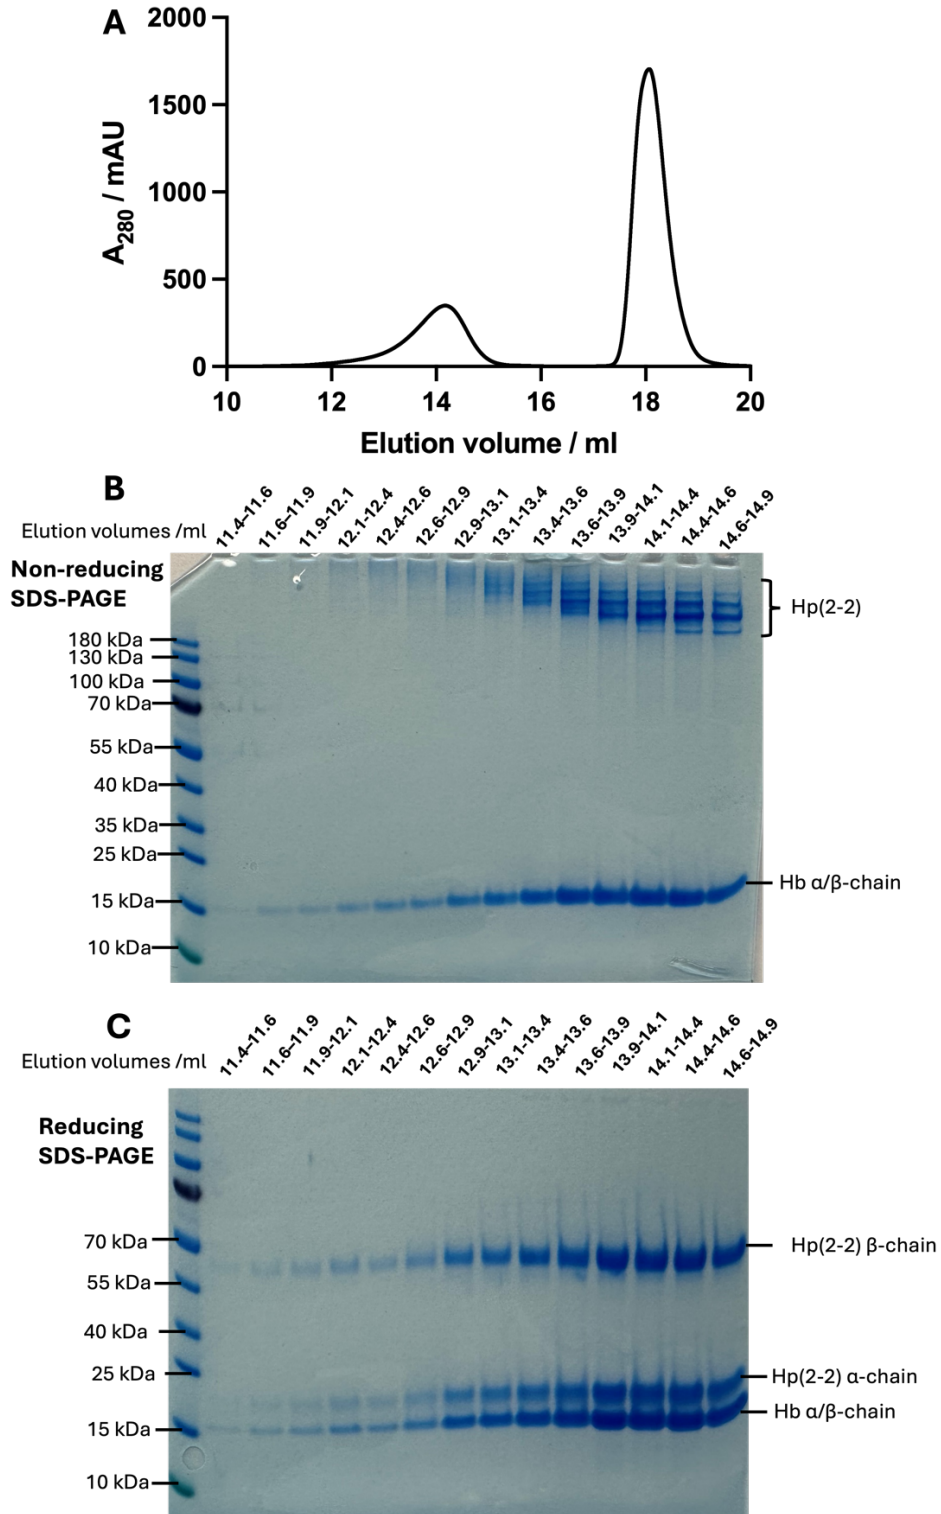 A
2000
1500
1000
500
0
A280 / mAU
10 12 14 16 18 20
Elution volume / ml
B
Elution volumes /ml
11.4–11.6 11.6–11.9 11.9-12.1 12.1-12.4 12.4-12.6 12.6-12.9 12.9-13.1 13.1-13.4 13.4-13.6 13.6-13.9 13.9-14.1 14.1-14.4 14.4-14.6 14.6-14.9
Non-reducing
SDS-PAGE
Hp(2-2)
180 kDa
130 kDa
100 kDa
70 kDa
55 kDa
40 kDa
35 kDa
25 kDa
Hb α/β-chain
15 kDa
10 kDa
C
Elution volumes /ml
11.4–11.6 11.6–11.9 11.9-12.1 12.1-12.4 12.4-12.6 12.6-12.9 12.9-13.1 13.1-13.4 13.4-13.6 13.6-13.9 13.9-14.1 14.1-14.4 14.4-14.6 14.6-14.9
Reducing
SDS-PAGE
70 kDa
Hp(2-2) β-chain
55 kDa
40 kDa
25 kDa
Hp(2-2) α-chain
Hb α/β-chain
15 kDa
10 kDa